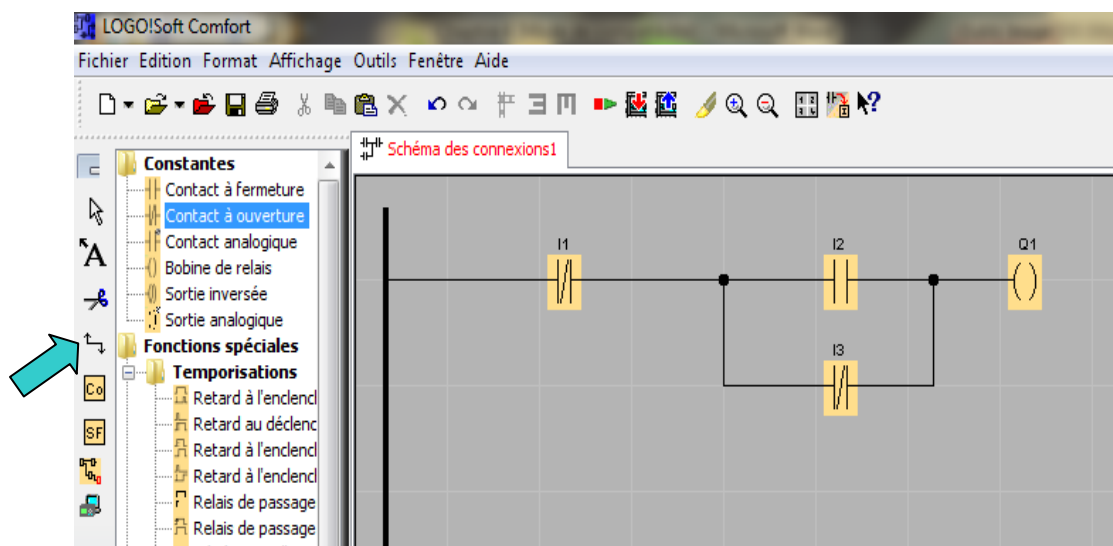 LOGO!Soft Comfort
Fichier Edition Format Affichage Outils Fenêtre Aide
Schéma des connexions1
Constantes
Contact à fermeture
Contact à ouverture
Contact analogique
Bobine de relais
Sortie inversée
Sortie analogique
Fonctions spéciales
Temporisations
Retard à l'enclencl
Retard au déclenc
Retard à l'enclencl
Retard à l'enclencl
Relais de passage
Relais de passage
A
Co
SF
I1
I2
Q1
I3